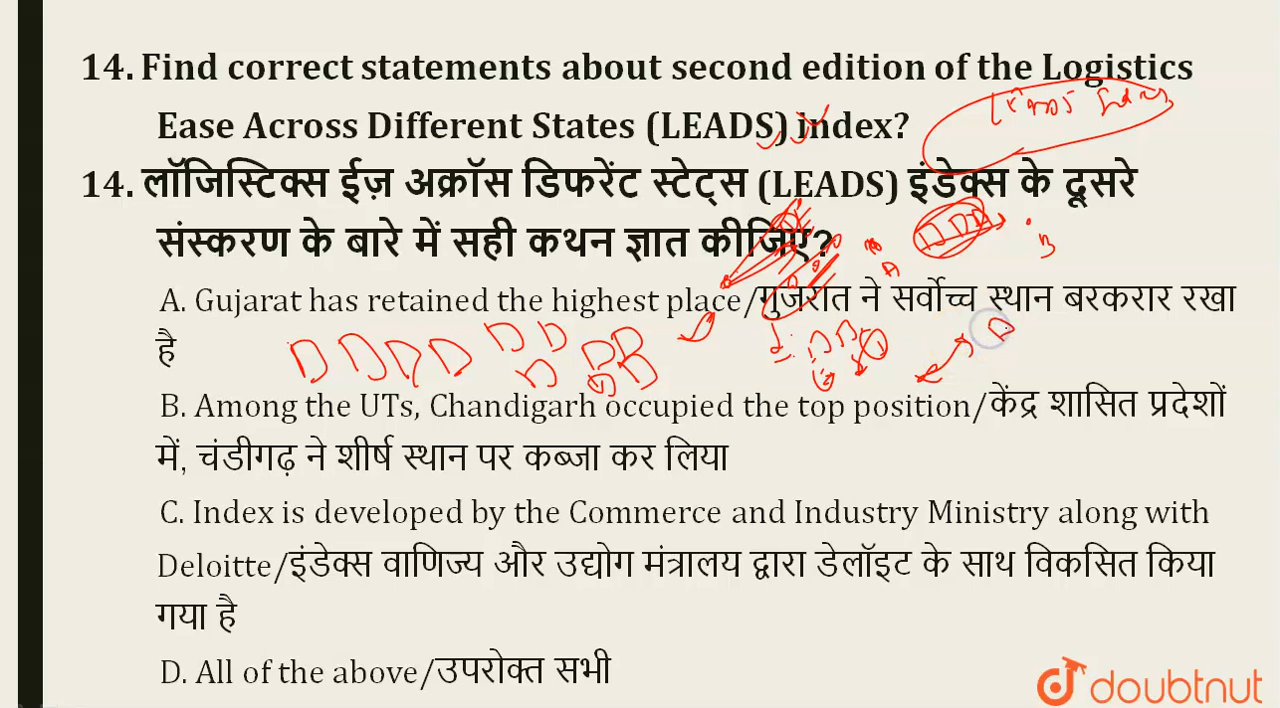 14. Find correct statements about second edition of the Logistics
Ease Across Different States (LEADS) index?
14. लॉजिस्टिक्स ईज़ अक्रॉस डिफरेंट स्टेट्स (LEADS) इंडेक्स के दूसरे
संस्करण के बारे में सही कथन ज्ञात कीजिए?
A. Gujarat has retained the highest place/गुजरात ने सर्वोच्च स्थान बरकरार रखा
है
B. Among the UTs, Chandigarh occupied the top position/केंद्र शासित प्रदेशों
में, चंडीगढ़ ने शीर्ष स्थान पर कब्जा कर लिया
C. Index is developed by the Commerce and Industry Ministry along with
Deloitte/इंडेक्स वाणिज्य और उद्योग मंत्रालय द्वारा डेलॉइट के साथ विकसित किया
गया है
D. All of the above/उपरोक्त सभी
doubtnut